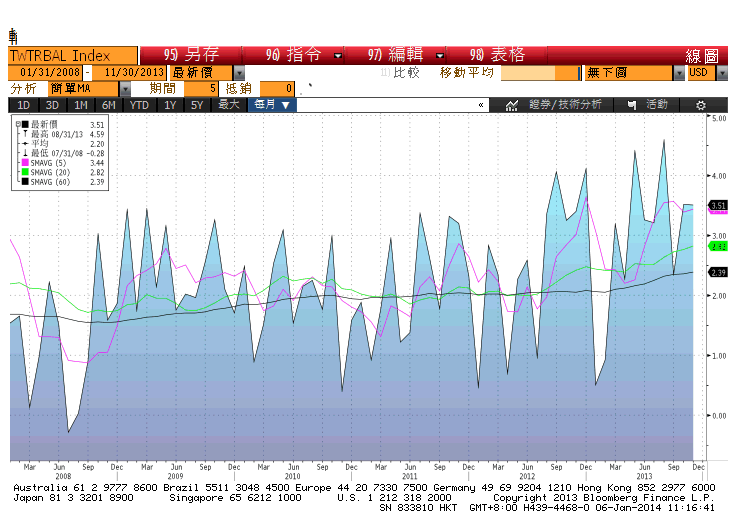 TWTRBAL Index 95) 另存 96) 指令 97) 編輯 98) 表格 線圖
01/31/2008 - 11/30/2013 最新價 比較 移動平均 無下圖 USD
分析 簡單MA 期間 5 抵銷 0
1D 3D 1M 6M YTD 1Y 5Y 最大 每月 ▼ « 證券/技術分析 活動
最新價 3.51
最高 08/31/13 4.59
平均 2.20
最低 07/31/08 -0.28
SMAVG (5) 3.44
SMAVG (20) 2.82
SMAVG (60) 2.39
5.00
4.00
3.51
3.00
2.82
2.39
2.00
1.00
0.00
Mar Jun Sep Dec Mar Jun Sep Dec Mar Jun Sep Dec Mar Jun Sep Dec Mar Jun Sep Dec Mar Jun Sep Dec
2008 2009 2010 2011 2012 2013
Australia 61 2 9777 8600 Brazil 5511 3048 4500 Europe 44 20 7330 7500 Germany 49 69 9204 1210 Hong Kong 852 2977 6000
Japan 81 3 3201 8900 Singapore 65 6212 1000 U.S. 1 212 318 2000 Copyright 2013 Bloomberg Finance L.P.
SN 833810 HKT GMT+8:00 H439-4468-0 06-Jan-2014 11:16:41